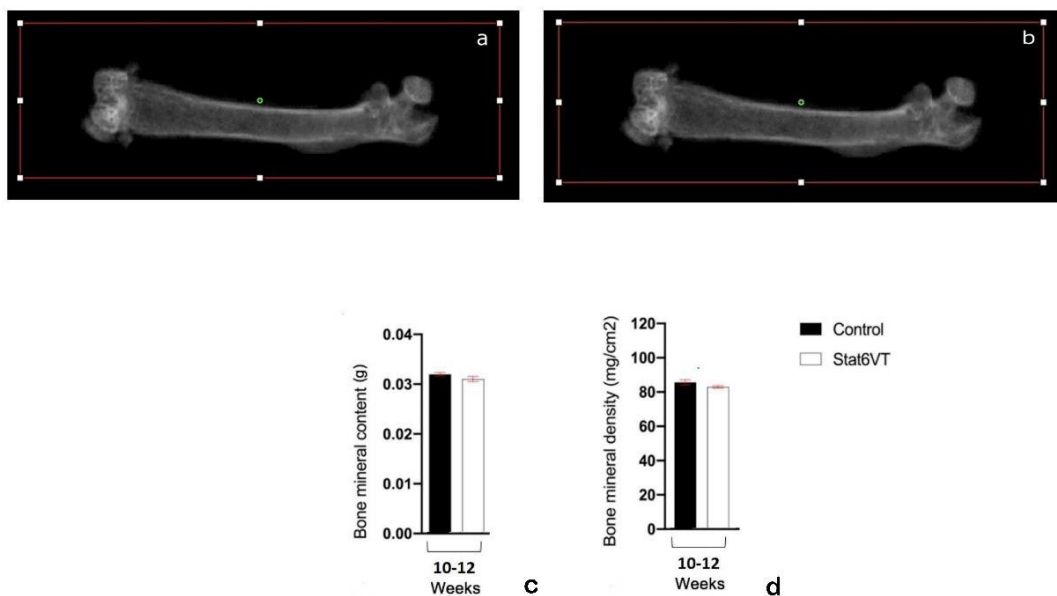 a
b
Bone mineral content (g)
0.04
0.03
0.02
0.01
0.00
10-12
Weeks
c
Bone mineral density (mg/cm2)
120
100
80
60
40
20
0
10-12
Weeks
d
Control
Stat6VT